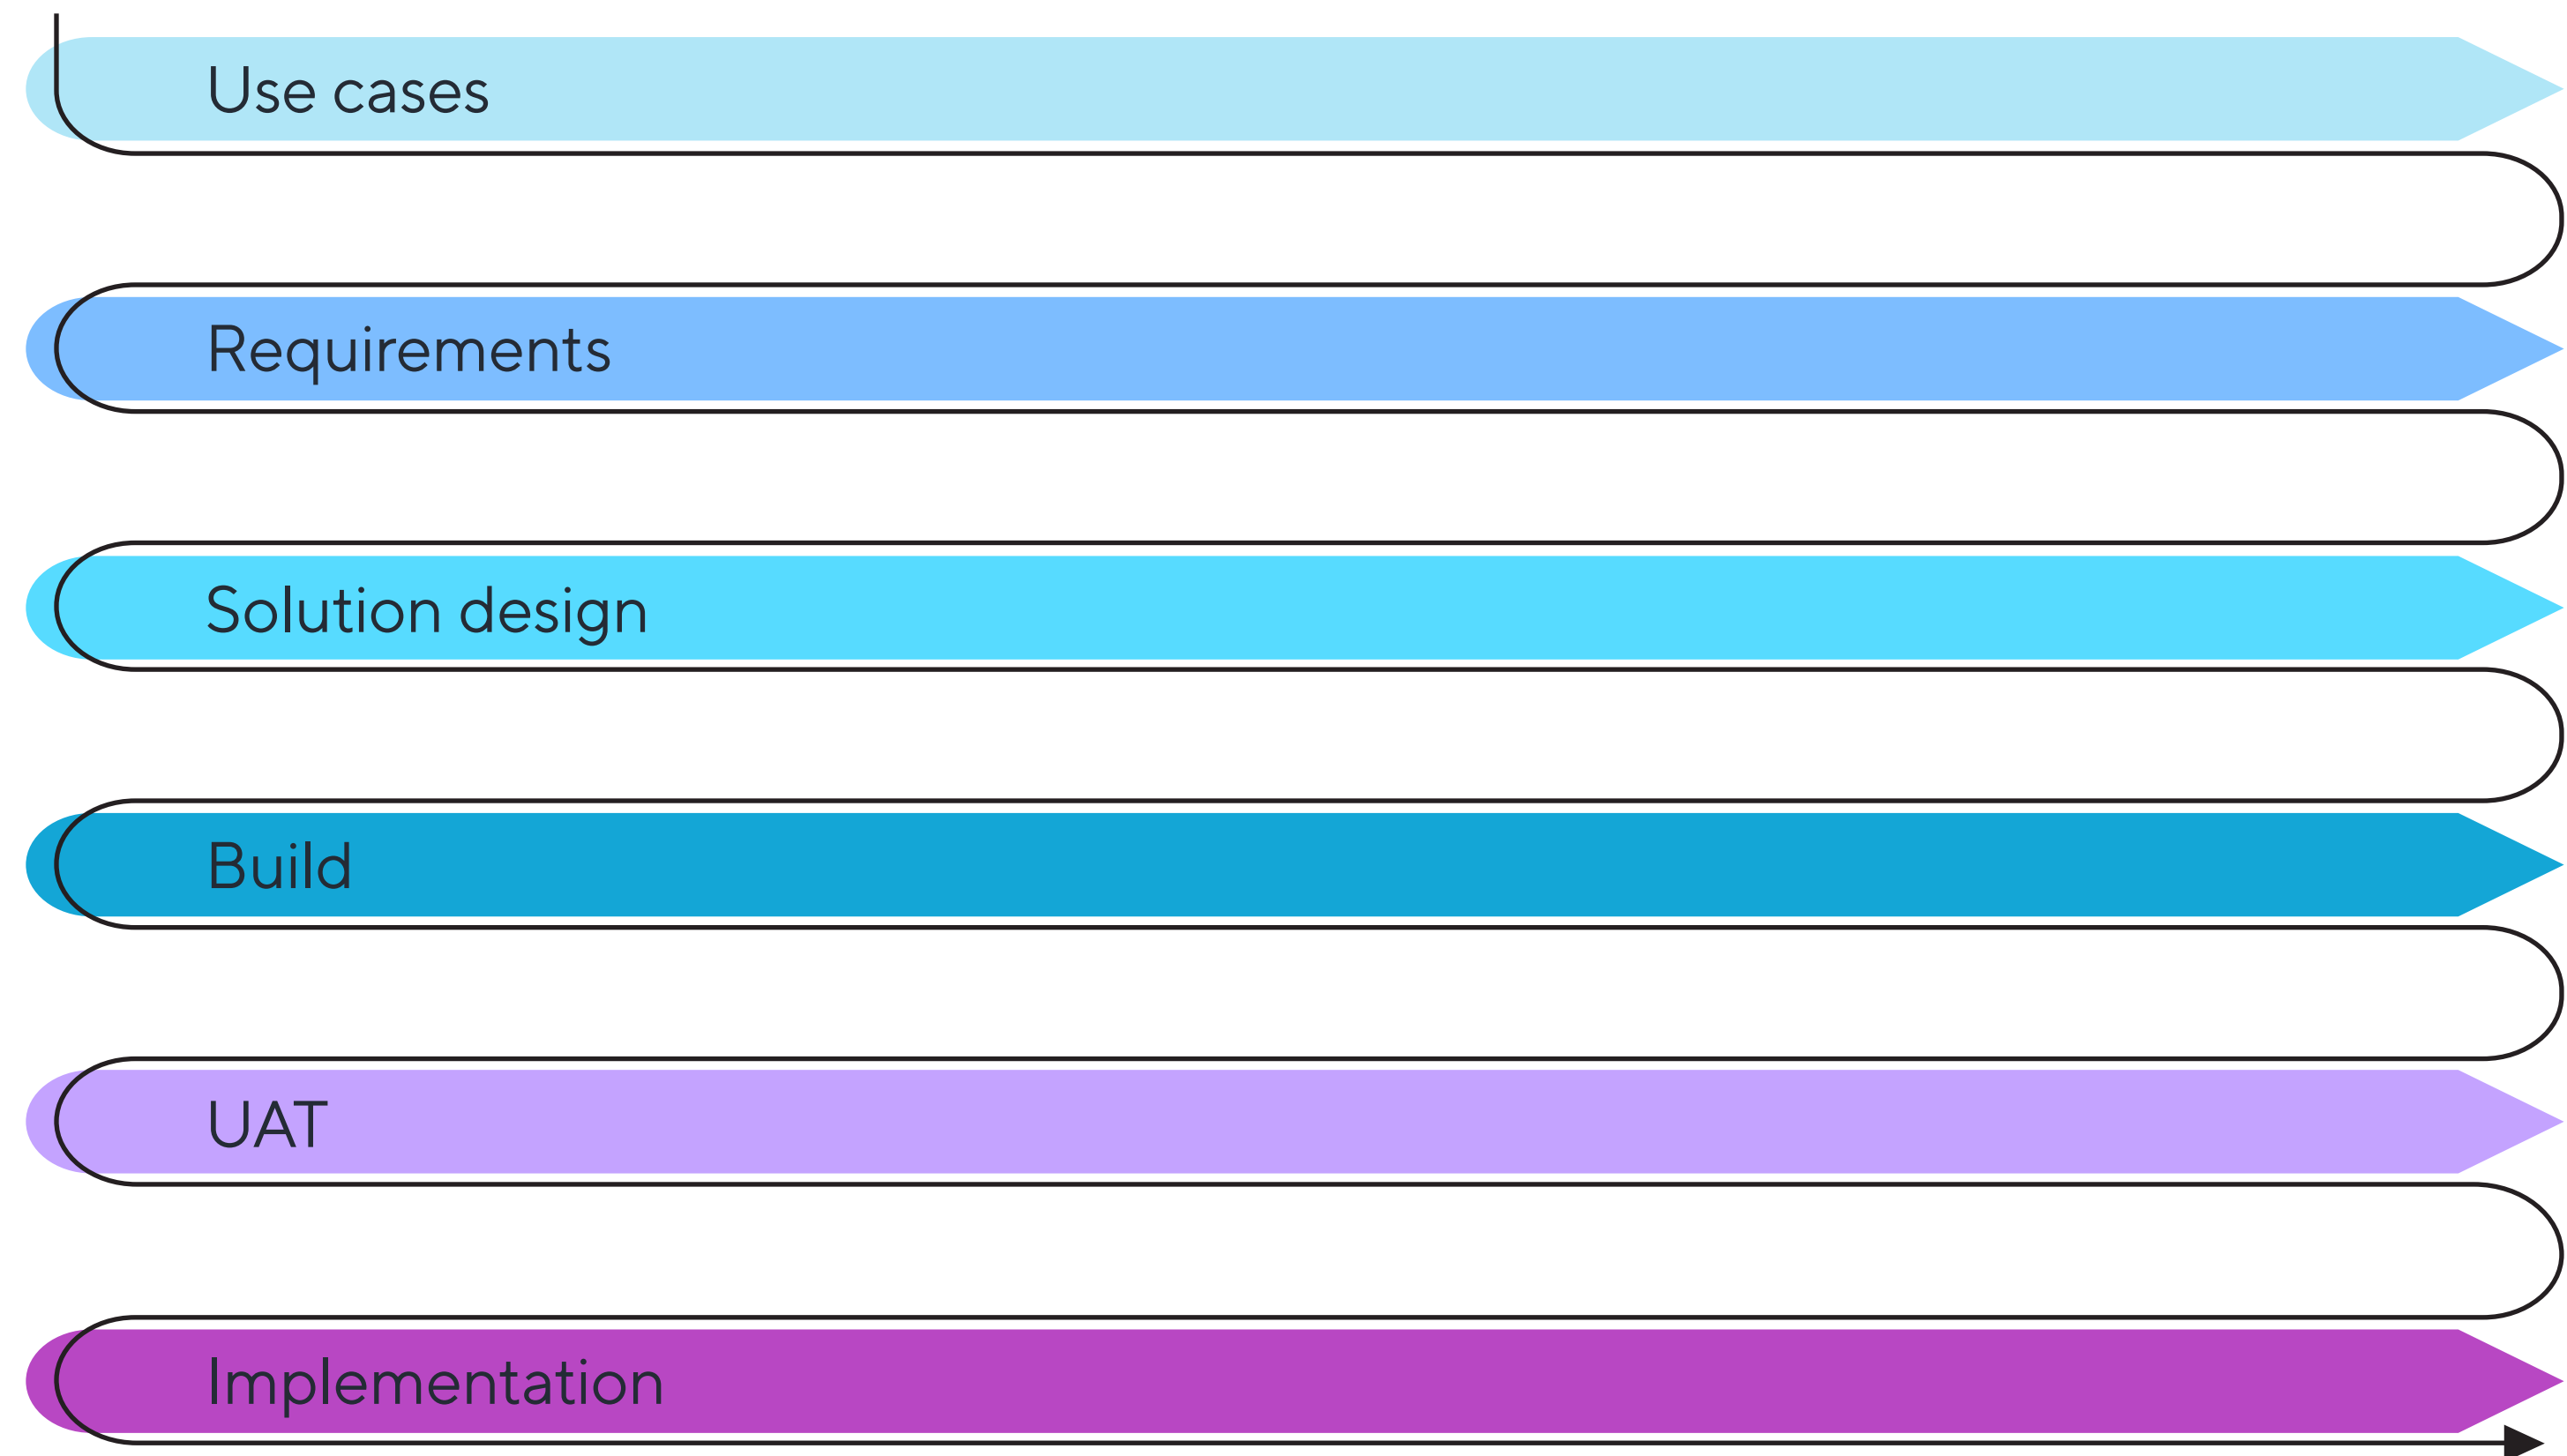 Use cases
Requirements
Solution design
Build
UAT
Implementation